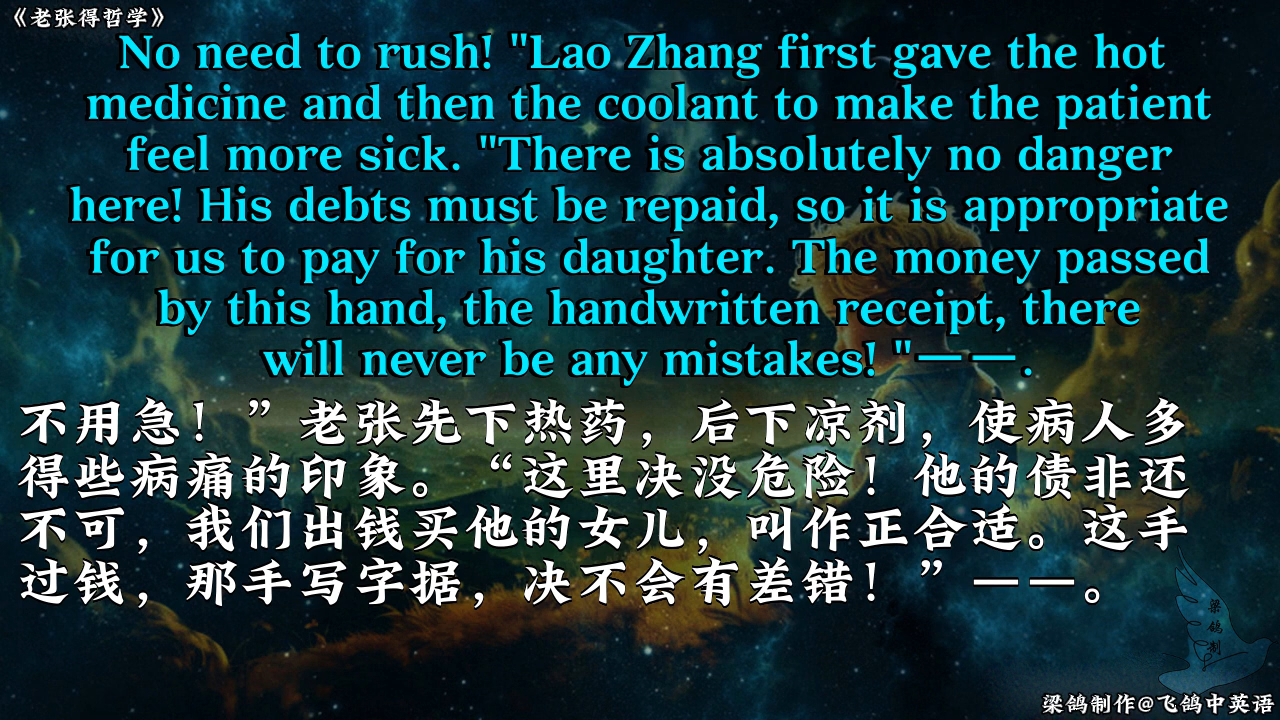 《老张得哲学》
No need to rush! "Lao Zhang first gave the hot
medicine and then the coolant to make the patient
feel more sick. "There is absolutely no danger
here! His debts must be repaid, so it is appropriate
for us to pay for his daughter. The money passed
by this hand, the handwritten receipt, there
will never be any mistakes! "一一.
不用急！”老张先下热药，后下凉剂，使病人多
得些病痛的印象。“这里决没危险！他的债非还
不可，我们出钱买他的女儿，叫作正合适。这手
过钱，那手写字据，决不会有差错！”一一。
梁鸽制
梁鸽制作@飞鸽中英语